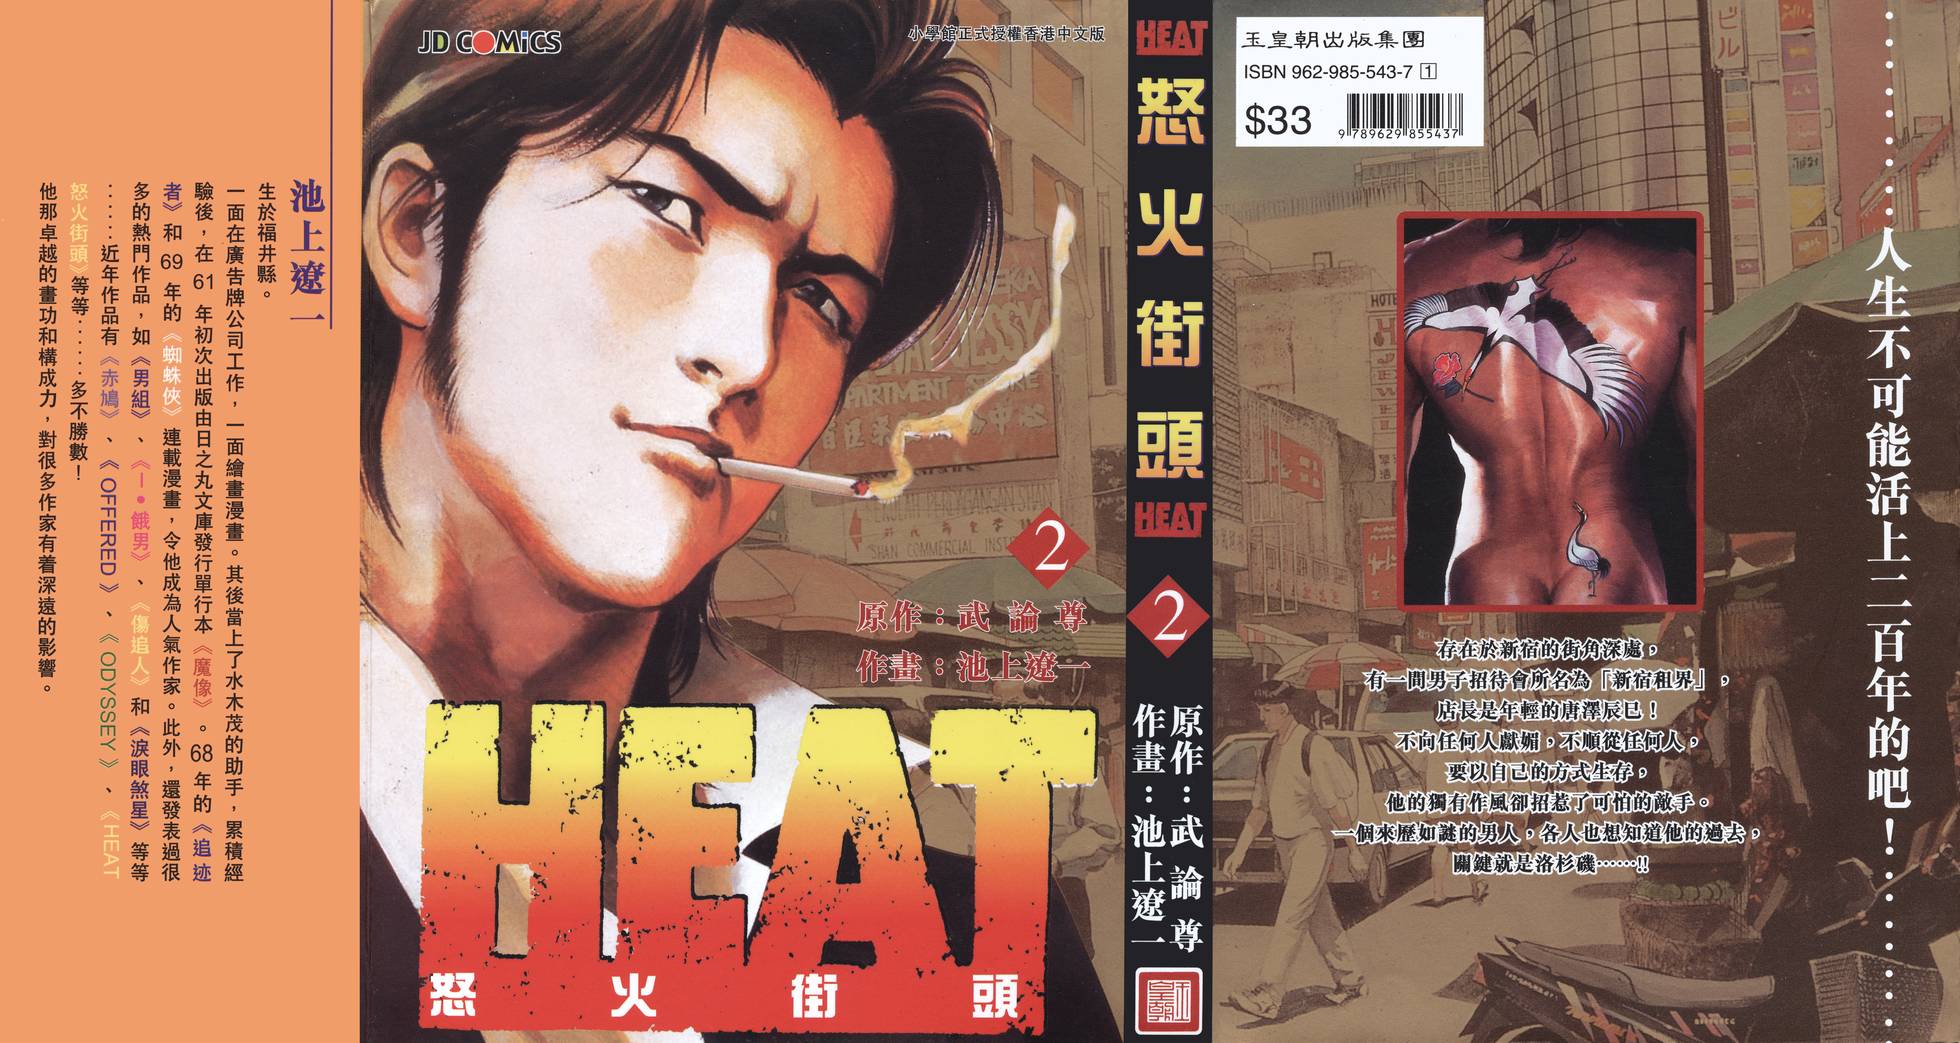 池上遼一
生於福井縣。
一面在廣告牌公司工作，一面繪畫漫畫。其後當上了水木茂的助手，累積經
驗後，在 61 年初次出版由日之丸文庫發行單行本《魔像》。68 年的《追迹
者》和 69 年的《蜘蛛俠》連載漫畫，令他成為人氣作家。此外，還發表過很
多的熱門作品，如《男組》、《I•餓男》、《傷追人》和《淚眼煞星》等等
……近年作品有《赤鳩》、《OFFERED》、《ODYSSEY》、《HEAT
怒火街頭》等等……多不勝數！
他那卓越的畫功和構成力，對很多作家有着深遠的影響。
JD COMiCS
小學館正式授權香港中文版
2
原作：武 論 尊
作畫：池上遼一
HEAT
怒火街頭
HEAT
怒火街頭
HEAT
2
原作：武 論 尊
作畫：池上遼一
玉皇朝
玉皇朝出版集團
ISBN 962-985-543-7 1
$33
9 789629 855437
HOTEL
ビル
SHAN COMMERCIAL INST
存在於新宿的街角深處，
有一間男子招待會所名為「新宿租界」，
店長是年輕的唐澤辰巳！
不向任何人獻媚，不順從任何人，
要以自己的方式生存，
他的獨有作風卻招惹了可怕的敵手。
一個來歷如謎的男人，各人也想知道他的過去，
關鍵就是洛杉磯……!!
…………人生不可能活上二百年的吧！…………